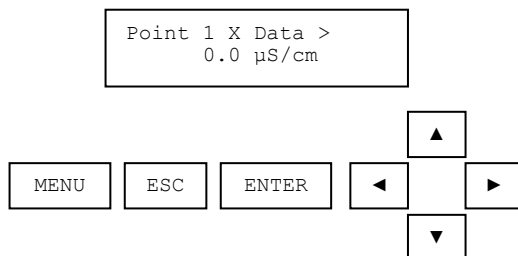 Point 1 X Data >
0.0 µS/cm
▲
MENU ESC ENTER ◄ ►
▼